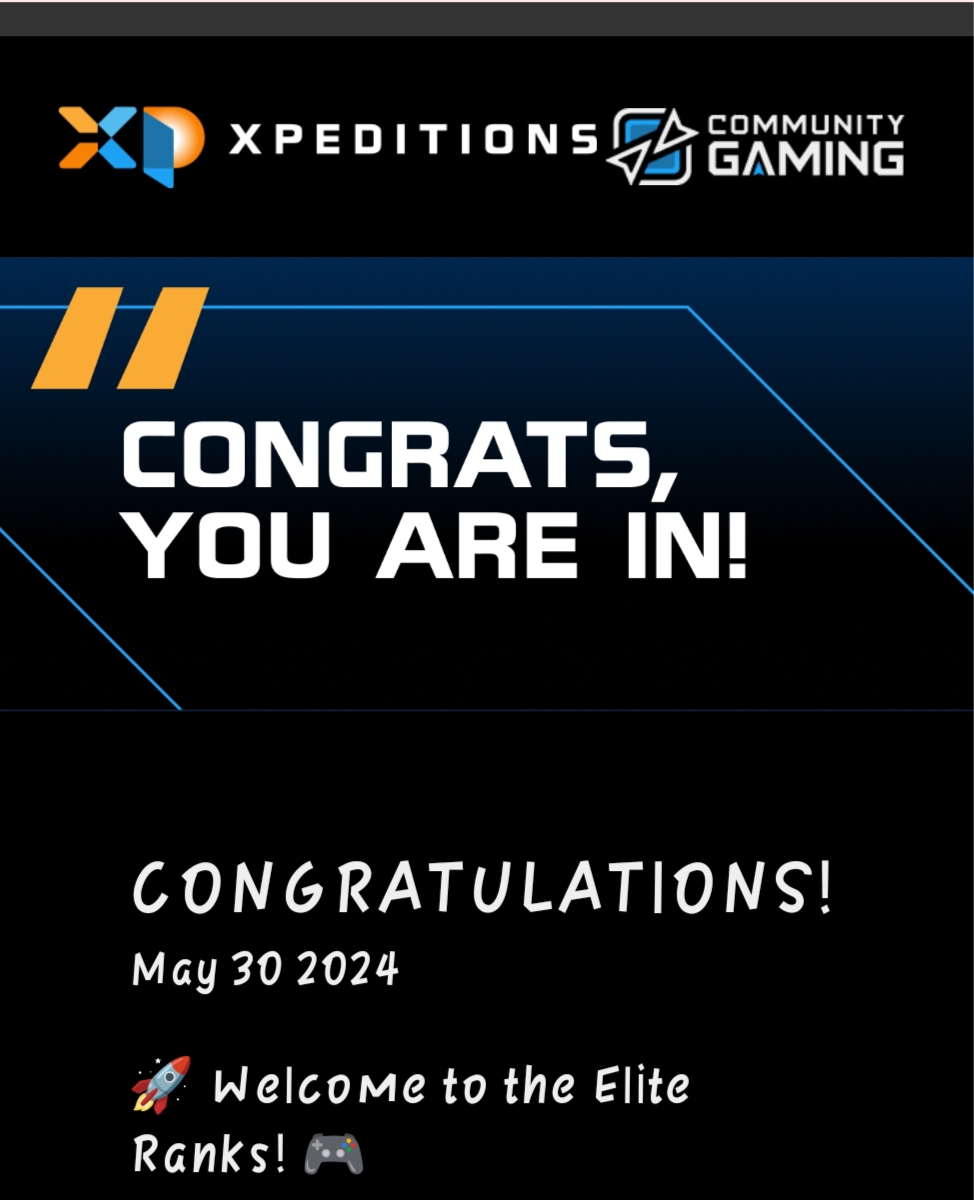 XP XPEDITIONS COMMUNITY GAMING
CONGRATS,
YOU ARE IN!
CONGRATULATIONS!
May 30 2024
🚀 Welcome to the Elite
Ranks! 🎮